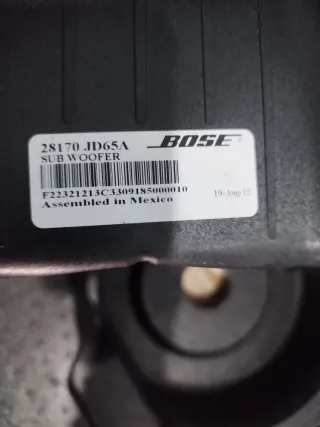 28170 JD65A BOSE
SUB WOOFER
F22321213C3309185000010 19-Aug-12
Assembled in Mexico